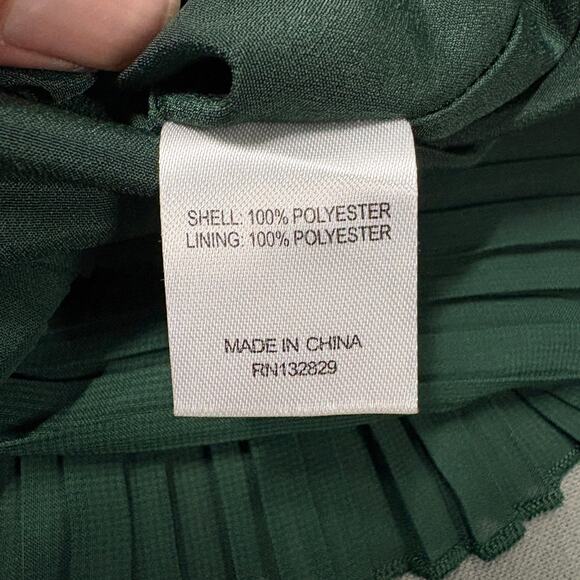 SHELL: 100% POLYESTER
LINING: 100% POLYESTER
MADE IN CHINA
RN132829